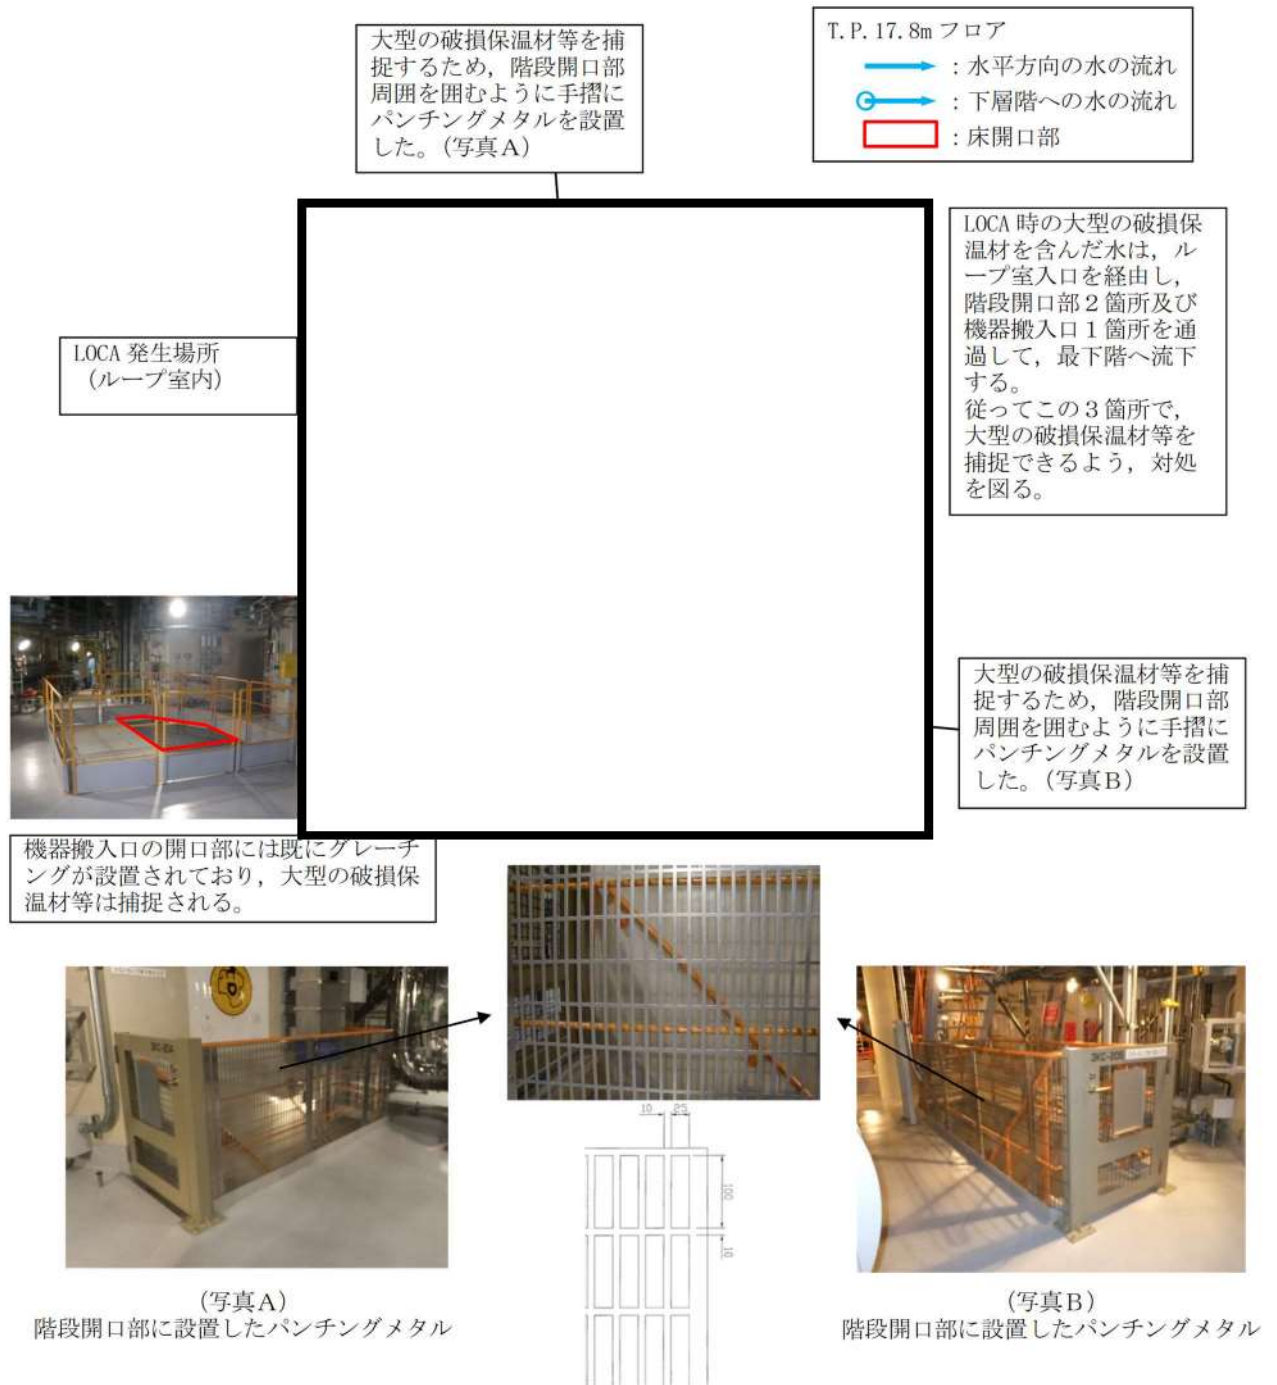 大型の破損保温材等を捕
捉するため，階段開口部
周囲を囲むように手摺に
パンチングメタルを設置
した。（写真Ａ）
T.P.17.8m フロア
：水平方向の水の流れ
：下層階への水の流れ
：床開口部
LOCA 時の大型の破損保
温材を含んだ水は，ル
ープ室入口を経由し，
階段開口部２箇所及び
機器搬入口１箇所を通
過して，最下階へ流下
する。
従ってこの３箇所で，
大型の破損保温材等を
捕捉できるよう，対処
を図る。
LOCA 発生場所
（ループ室内）
大型の破損保温材等を捕
捉するため，階段開口部
周囲を囲むように手摺に
パンチングメタルを設置
した。（写真Ｂ）
機器搬入口の開口部には既にグレーチ
ングが設置されており，大型の破損保
温材等は捕捉される。
10 25
100
10
（写真Ａ）
階段開口部に設置したパンチングメタル
（写真Ｂ）
階段開口部に設置したパンチングメタル